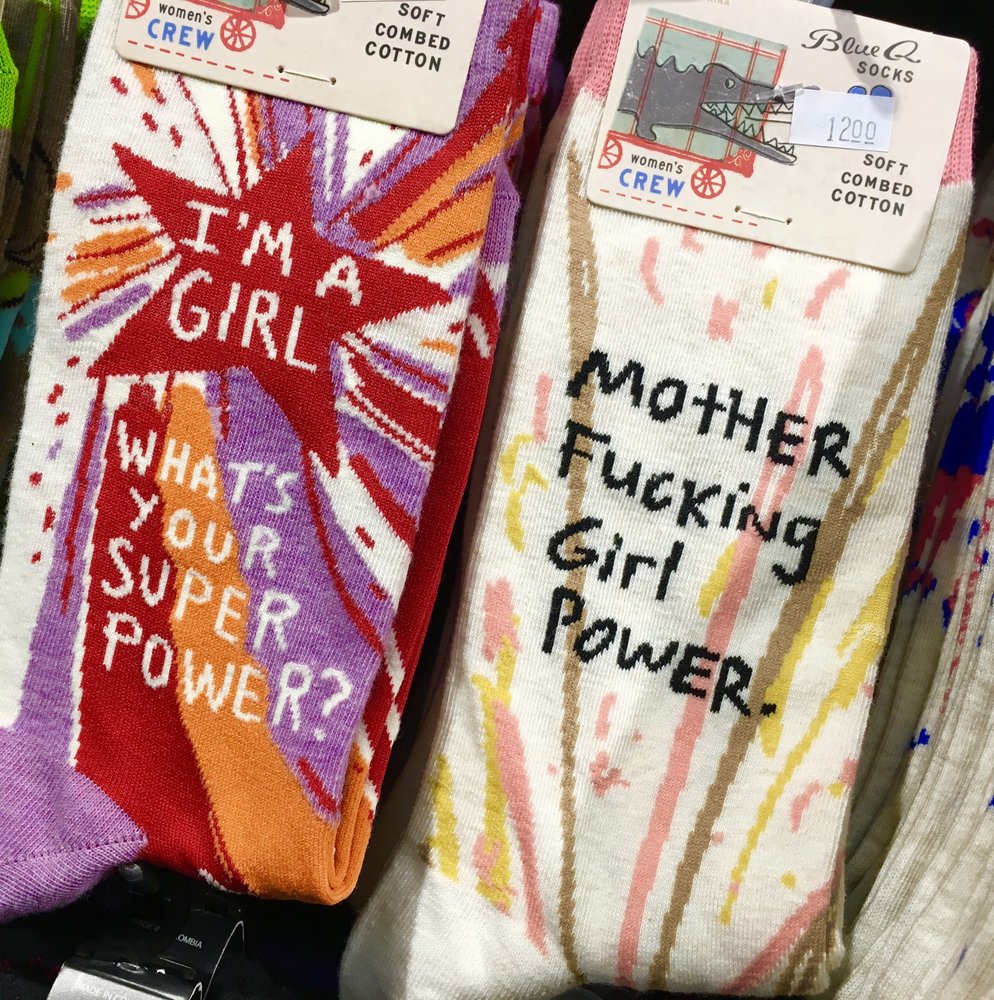 women's
CREW
SOFT
COMBED
COTTON
I'M A
GIRL
WHAT'S
YOUR
SUPER
POWER?
Blue Q
SOCKS
12.00
women's
CREW
SOFT
COMBED
COTTON
MOTHER
Fucking
Girl
POWER.